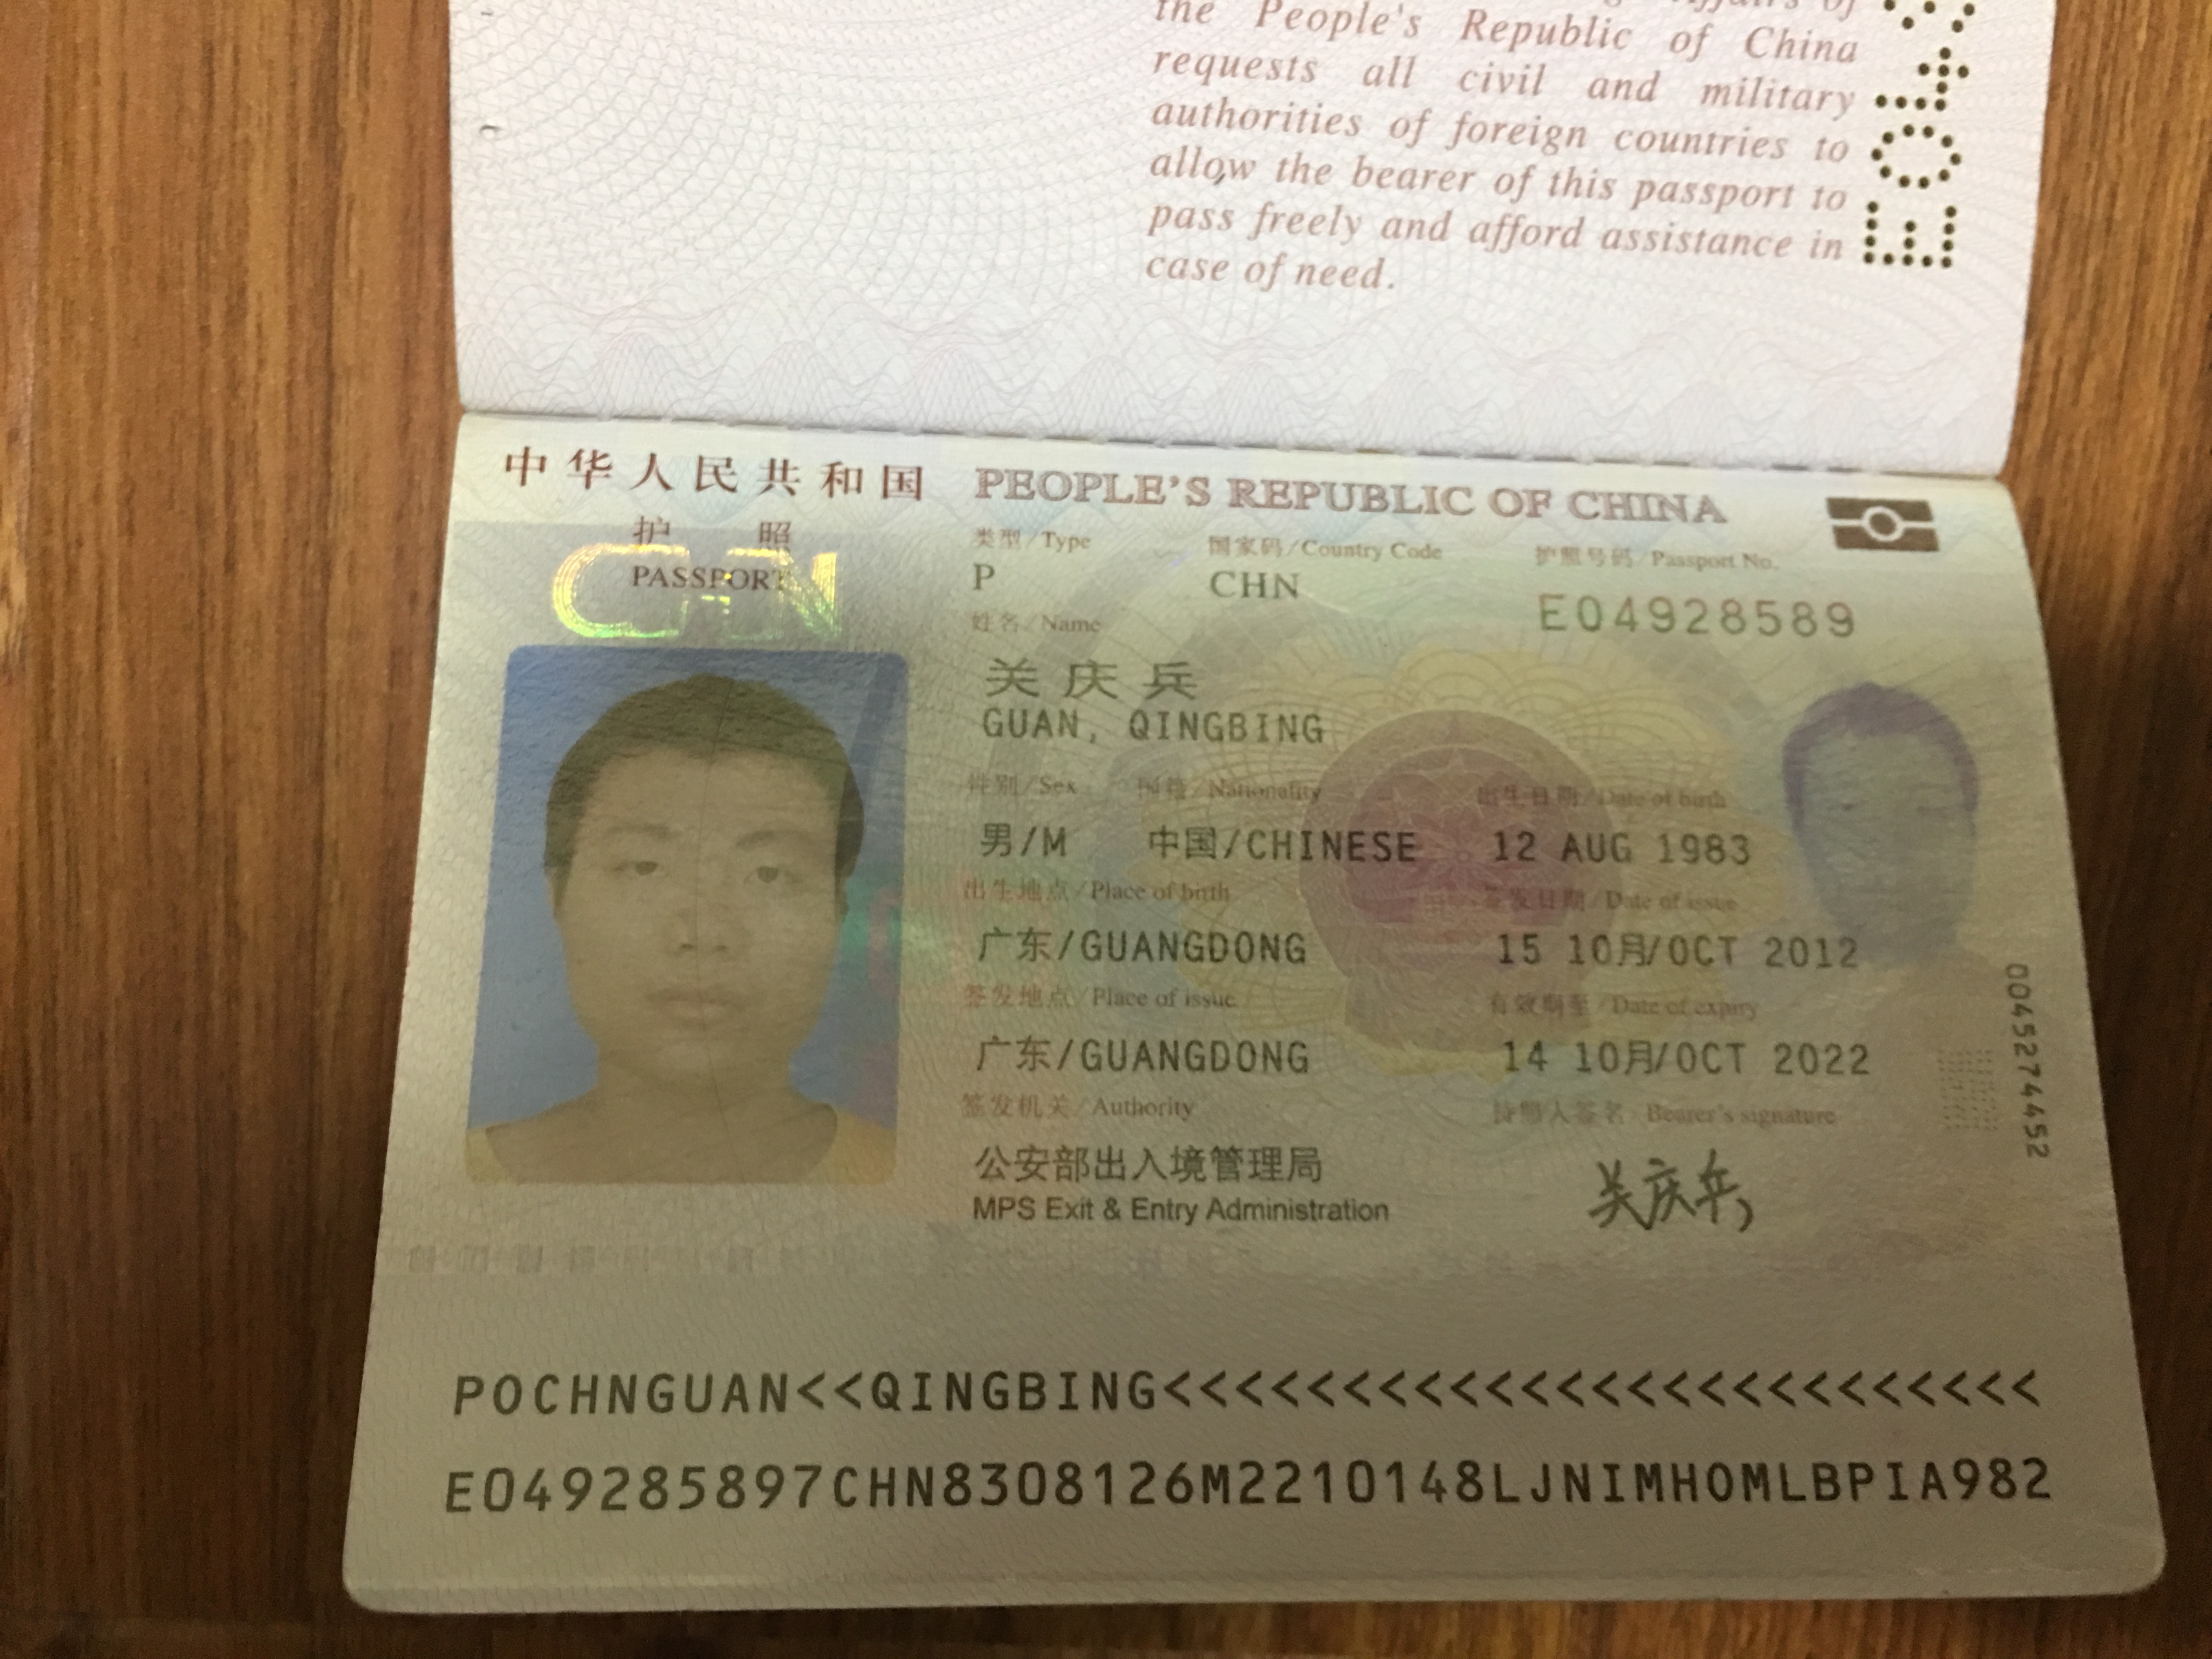 the People's Republic of China
requests all civil and military
authorities of foreign countries to
allow the bearer of this passport to
pass freely and afford assistance in
case of need.
E04
中华人民共和国 PEOPLE'S REPUBLIC OF CHINA
护照 类型/Type 国家码/Country Code 护照号码/Passport No.
PASSPORT P CHN E04928589
CHN
姓名/Name
关庆兵
GUAN, QINGBING
性别/Sex 国籍/Nationality 出生日期/Date of birth
男/M 中国/CHINESE 12 AUG 1983
出生地点/Place of birth 签发日期/Date of issue
广东/GUANGDONG 15 10月/OCT 2012
签发地点/Place of issue 有效期至/Date of expiry
广东/GUANGDONG 14 10月/OCT 2022
签发机关/Authority 持照人签名/Bearer's signature
公安部出入境管理局
MPS Exit & Entry Administration
关庆兵
0045274452
POCHNGUAN<<QINGBING<<<<<<<<<<<<<<<<<<<<<<<<<
E049285897CHN8308126M2210148LJNIMHOMLBPIA982